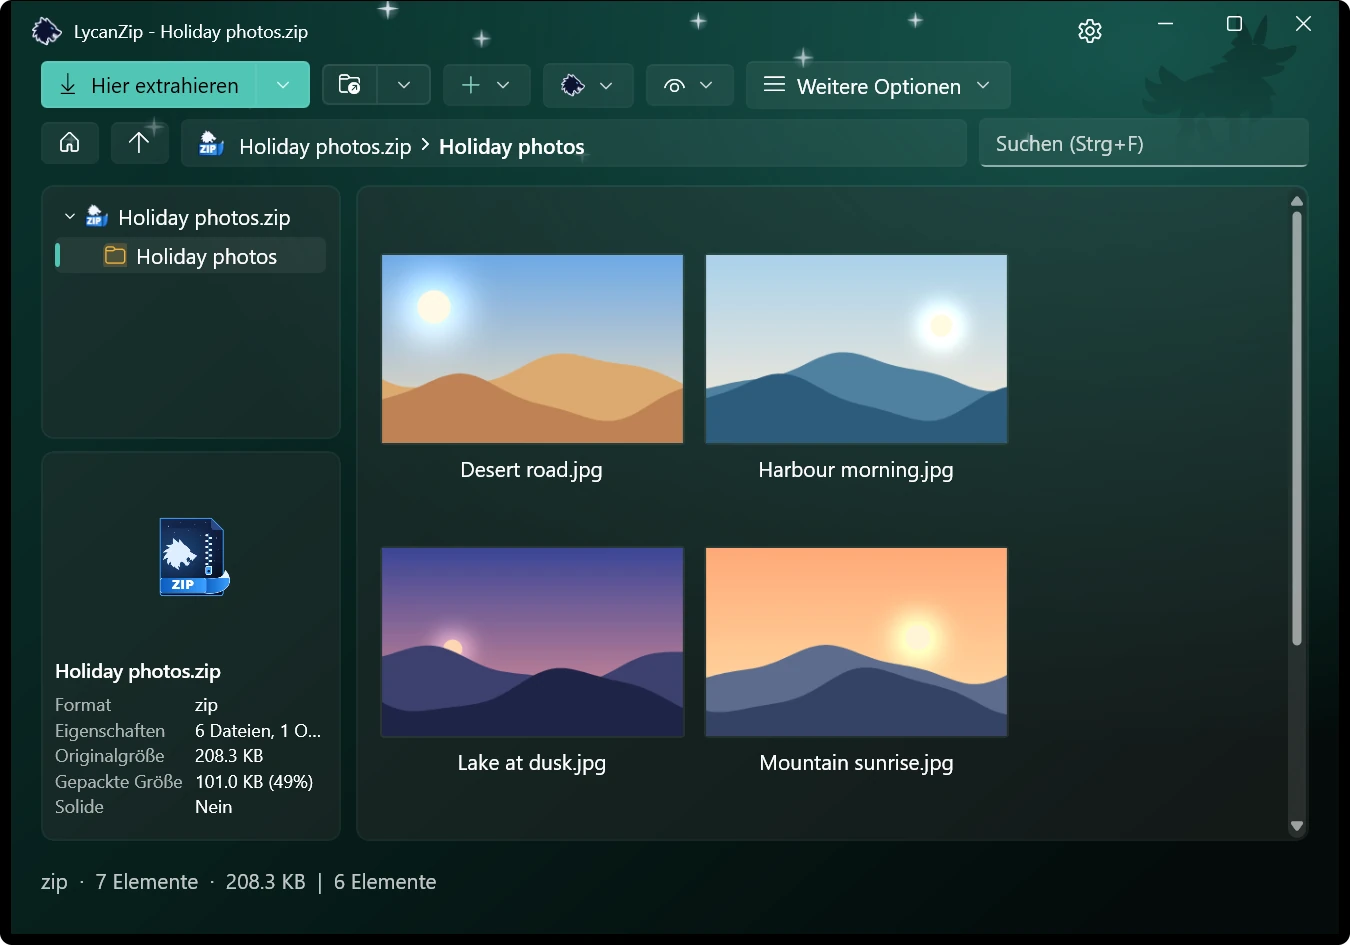 LycanZip - Holiday photos.zip
Hier extrahieren
Weitere Optionen
Holiday photos.zip > Holiday photos
Suchen (Strg+F)
Holiday photos.zip
Holiday photos
Desert road.jpg
Harbour morning.jpg
Lake at dusk.jpg
Mountain sunrise.jpg
ZIP
Holiday photos.zip
Format zip
Eigenschaften 6 Dateien, 1 O...
Originalgröße 208.3 KB
Gepackte Größe 101.0 KB (49%)
Solide Nein
zip · 7 Elemente · 208.3 KB | 6 Elemente